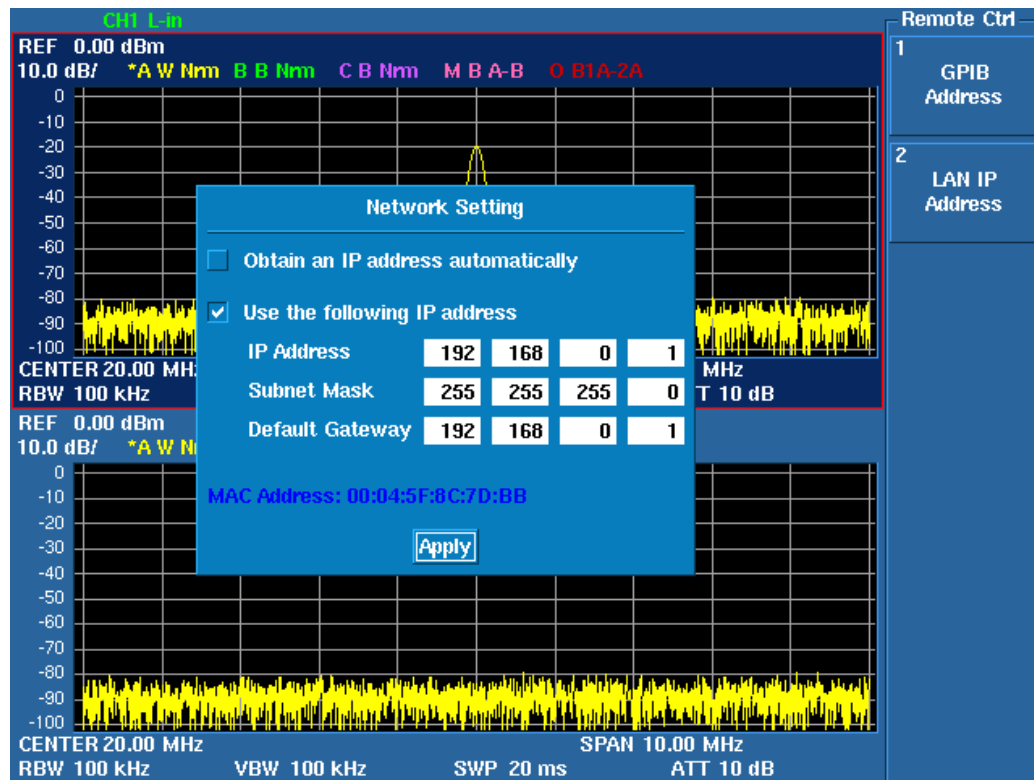 CH1 L-in
REF 0.00 dBm
10.0 dB/ *A W Nrm B B Nrm C B Nrm M B A-B O B1A-2A
0
-10
-20
-30
-40
-50
-60
-70
-80
-90
-100
CENTER 20.00 MH
MHz
RBW 100 kHz
T 10 dB
Network Setting
Obtain an IP address automatically
Use the following IP address
IP Address 192 168 0 1
Subnet Mask 255 255 255 0
Default Gateway 192 168 0 1
MAC Address: 00:04:5F:8C:7D:BB
Apply
REF 0.00 dBm
10.0 dB/ *A W N
0
-10
-20
-30
-40
-50
-60
-70
-80
-90
-100
CENTER 20.00 MHz SPAN 10.00 MHz
RBW 100 kHz VBW 100 kHz SWP 20 ms ATT 10 dB
Remote Ctrl
1
GPIB
Address
2
LAN IP
Address